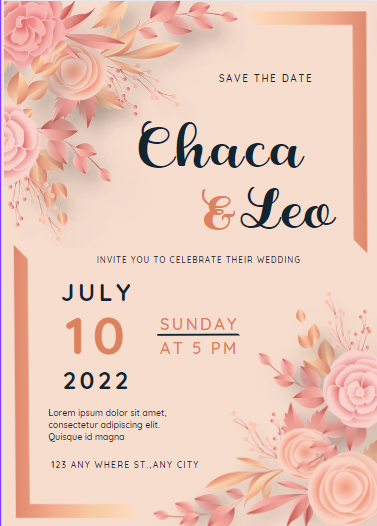 SAVE THE DATE
Chaca
& Leo
INVITE YOU TO CELEBRATE THEIR WEDDING
JULY
10
2022
SUNDAY
AT 5 PM
Lorem ipsum dolor sit amet,
consectetur adipiscing elit.
Quisque id magna
123 ANY WHERE ST.,ANY CITY